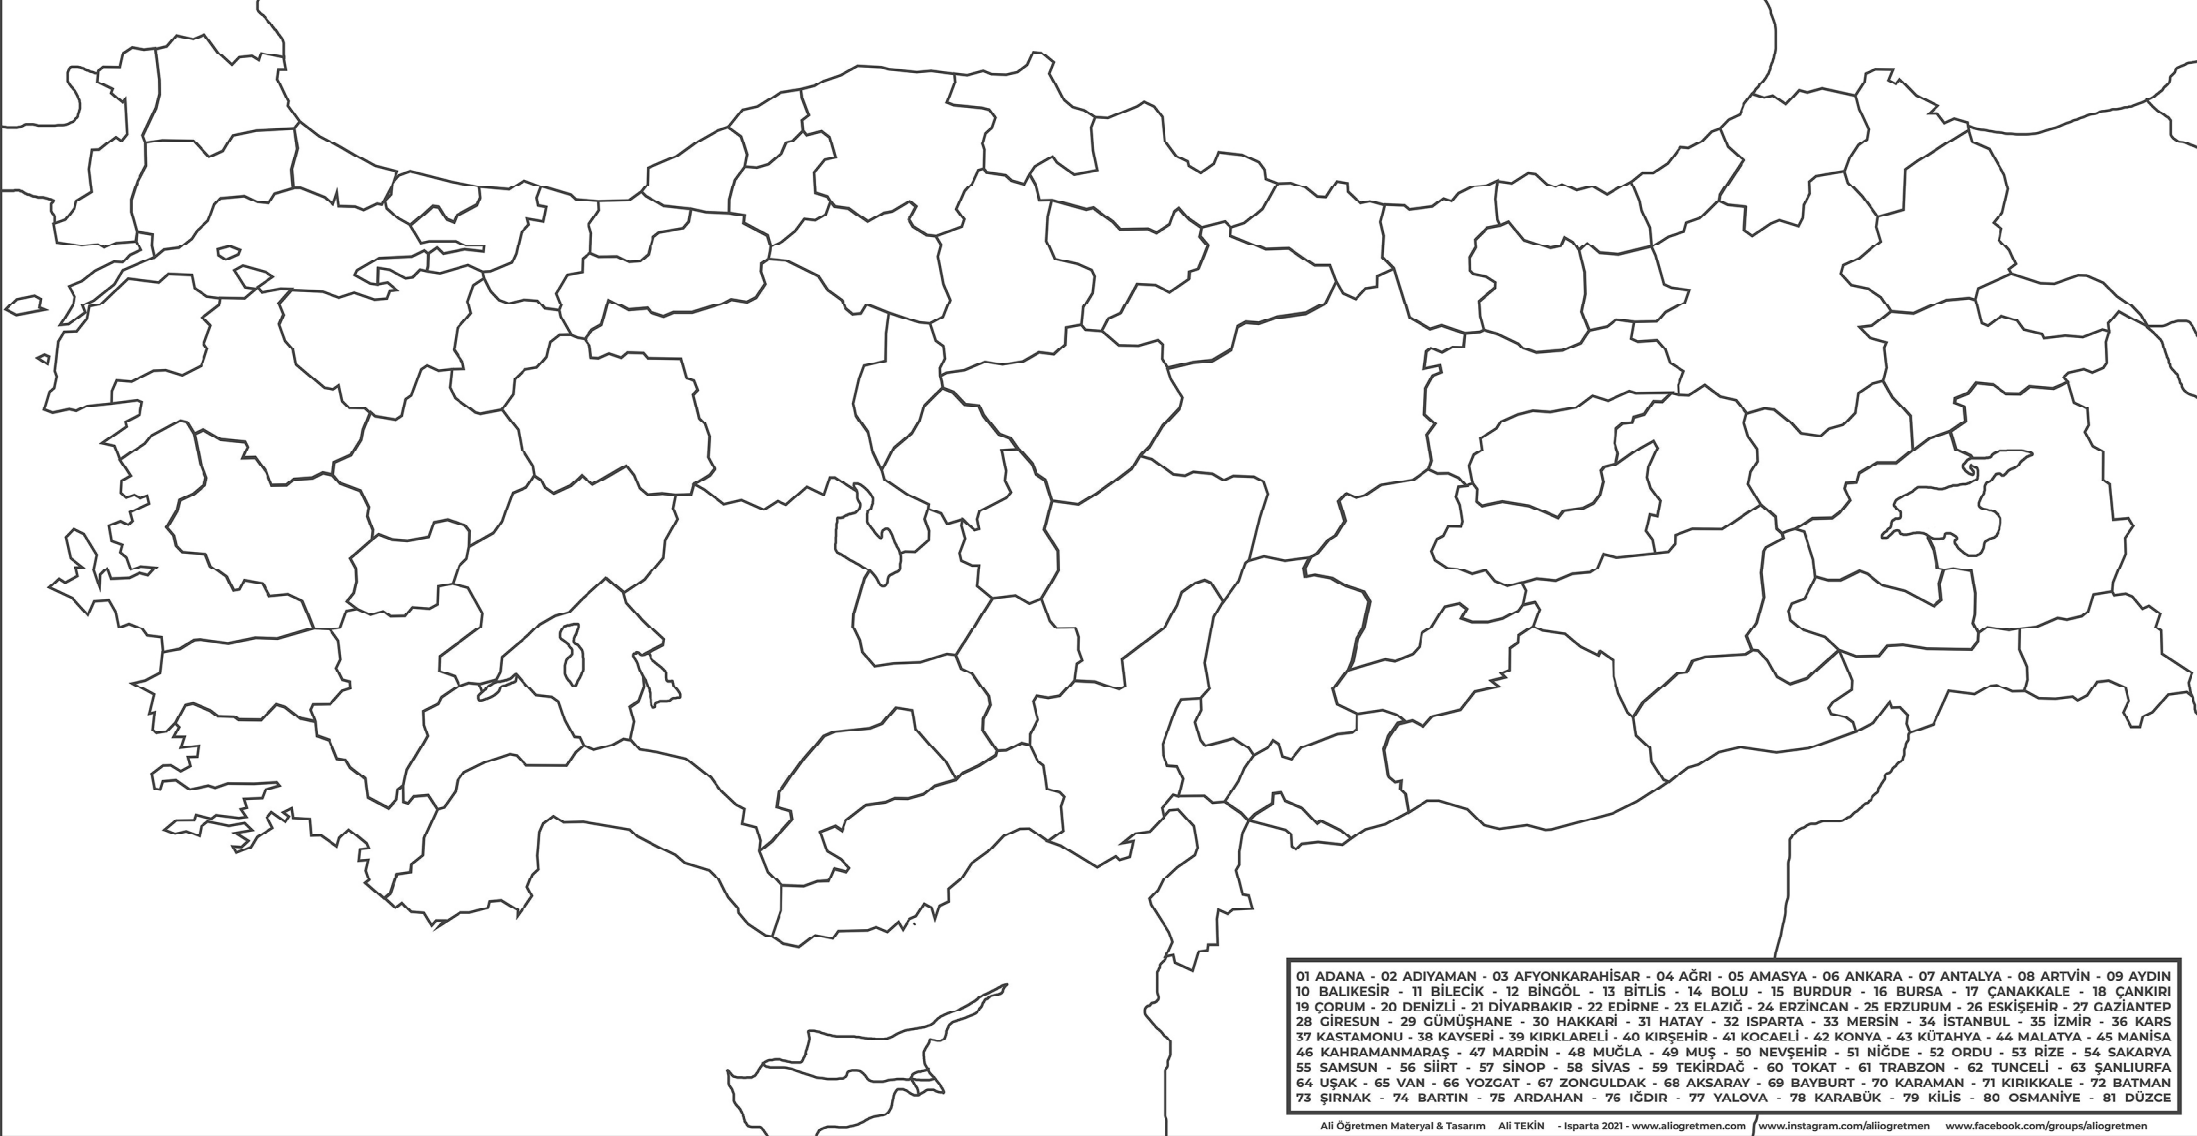 01 ADANA - 02 ADIYAMAN - 03 AFYONKARAHİSAR - 04 AĞRI - 05 AMASYA - 06 ANKARA - 07 ANTALYA - 08 ARTVİN - 09 AYDIN
10 BALIKESİR - 11 BİLECİK - 12 BİNGÖL - 13 BİTLİS - 14 BOLU - 15 BURDUR - 16 BURSA - 17 ÇANAKKALE - 18 ÇANKIRI
19 ÇORUM - 20 DENİZLİ - 21 DİYARBAKIR - 22 EDİRNE - 23 ELAZIĞ - 24 ERZİNCAN - 25 ERZURUM - 26 ESKİŞEHİR - 27 GAZİANTEP
28 GİRESUN - 29 GÜMÜŞHANE - 30 HAKKARİ - 31 HATAY - 32 ISPARTA - 33 MERSİN - 34 İSTANBUL - 35 İZMİR - 36 KARS
37 KASTAMONU - 38 KAYSERİ - 39 KIRKLARELİ - 40 KIRŞEHİR - 41 KOCAELİ - 42 KONYA - 43 KÜTAHYA - 44 MALATYA - 45 MANİSA
46 KAHRAMANMARAŞ - 47 MARDİN - 48 MUĞLA - 49 MUŞ - 50 NEVŞEHİR - 51 NİĞDE - 52 ORDU - 53 RİZE - 54 SAKARYA
55 SAMSUN - 56 SİİRT - 57 SİNOP - 58 SİVAS - 59 TEKİRDAĞ - 60 TOKAT - 61 TRABZON - 62 TUNCELİ - 63 ŞANLIURFA
64 UŞAK - 65 VAN - 66 YOZGAT - 67 ZONGULDAK - 68 AKSARAY - 69 BAYBURT - 70 KARAMAN - 71 KIRIKKALE - 72 BATMAN
73 ŞIRNAK - 74 BARTIN - 75 ARDAHAN - 76 IĞDIR - 77 YALOVA - 78 KARABÜK - 79 KİLİS - 80 OSMANİYE - 81 DÜZCE
Ali Öğretmen Materyal & Tasarım Ali TEKİN - Isparta 2021 - www.aliogretmen.com www.instagram.com/aliiogretmen www.facebook.com/groups/aliogretmen